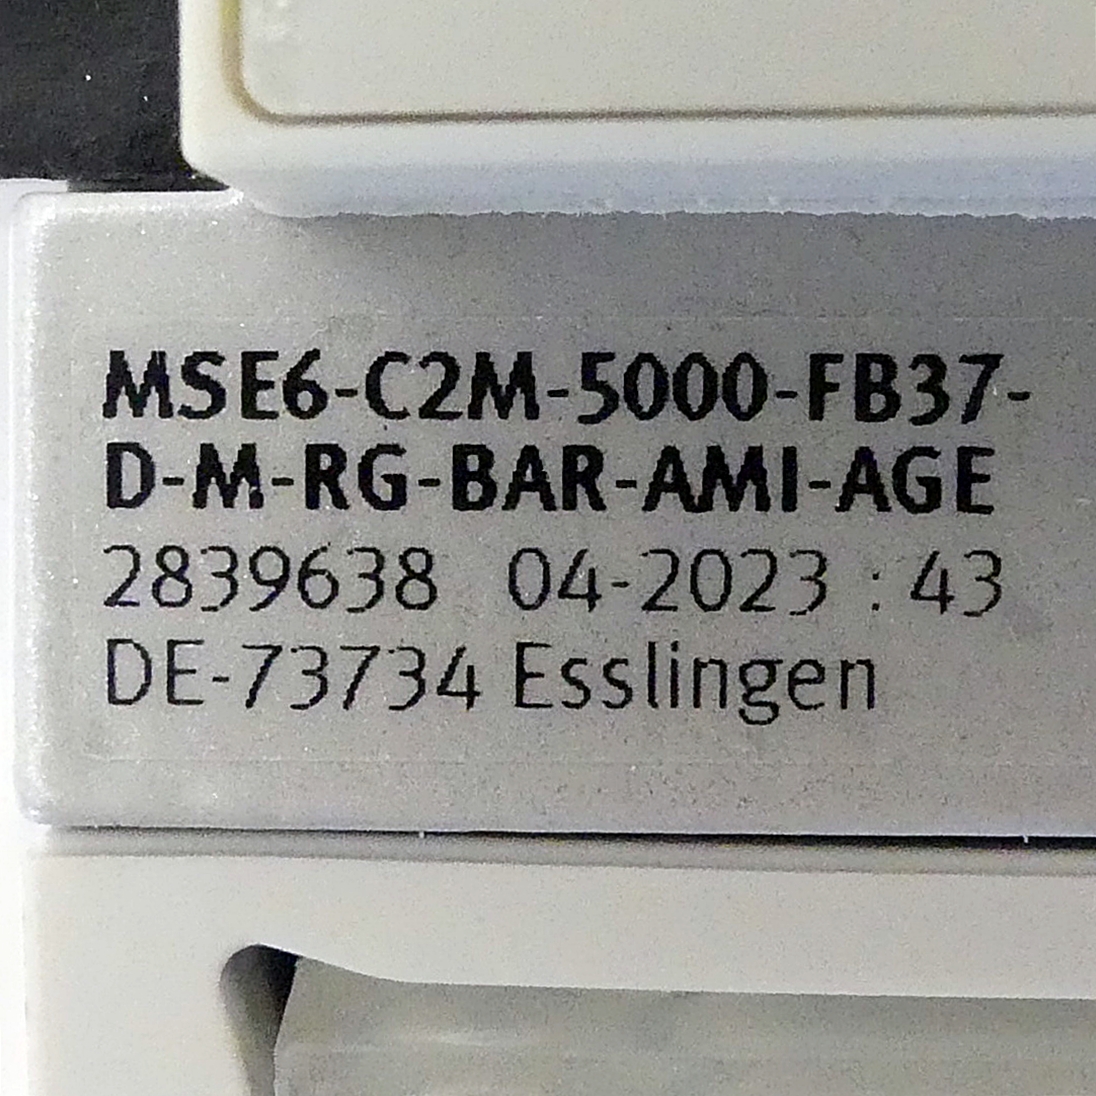 MSE6-C2M-5000-FB37-
D-M-RG-BAR-AMI-AGE
2839638 04-2023 : 43
DE-73734 Esslingen